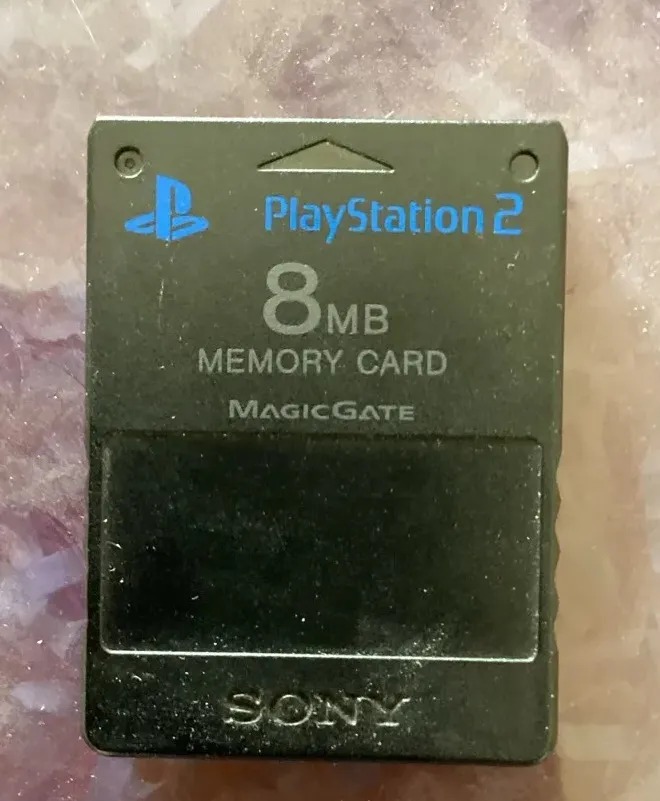 PlayStation 2
8MB
MEMORY CARD
MAGICGATE
SONY